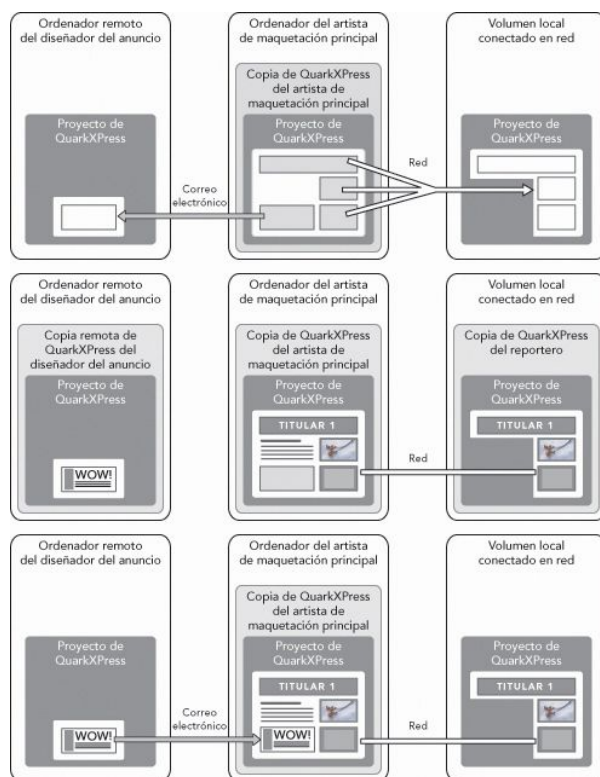 Ordenador remoto
del diseñador del anuncio
Ordenador del artista
de maquetación principal
Volumen local
conectado en red
Copia de QuarkXPress
del artista de
maquetación principal
Proyecto de
QuarkXPress
Proyecto de
QuarkXPress
Proyecto de
QuarkXPress
Correo
electrónico
Red
Ordenador remoto
del diseñador del anuncio
Ordenador del artista
de maquetación principal
Volumen local
conectado en red
Copia remota de
QuarkXPress del
diseñador del anuncio
Copia de QuarkXPress
del artista de
maquetación principal
Copia de QuarkXPress
del reportero
Proyecto de
QuarkXPress
Proyecto de
QuarkXPress
Proyecto de
QuarkXPress
TITULAR 1
TITULAR 1
WOW!
Red
Ordenador remoto
del diseñador del anuncio
Ordenador del artista
de maquetación principal
Volumen local
conectado en red
Copia de QuarkXPress
del artista de
maquetación principal
Proyecto de
QuarkXPress
Proyecto de
QuarkXPress
Proyecto de
QuarkXPress
TITULAR 1
TITULAR 1
Correo
electrónico
WOW!
WOW!
Red